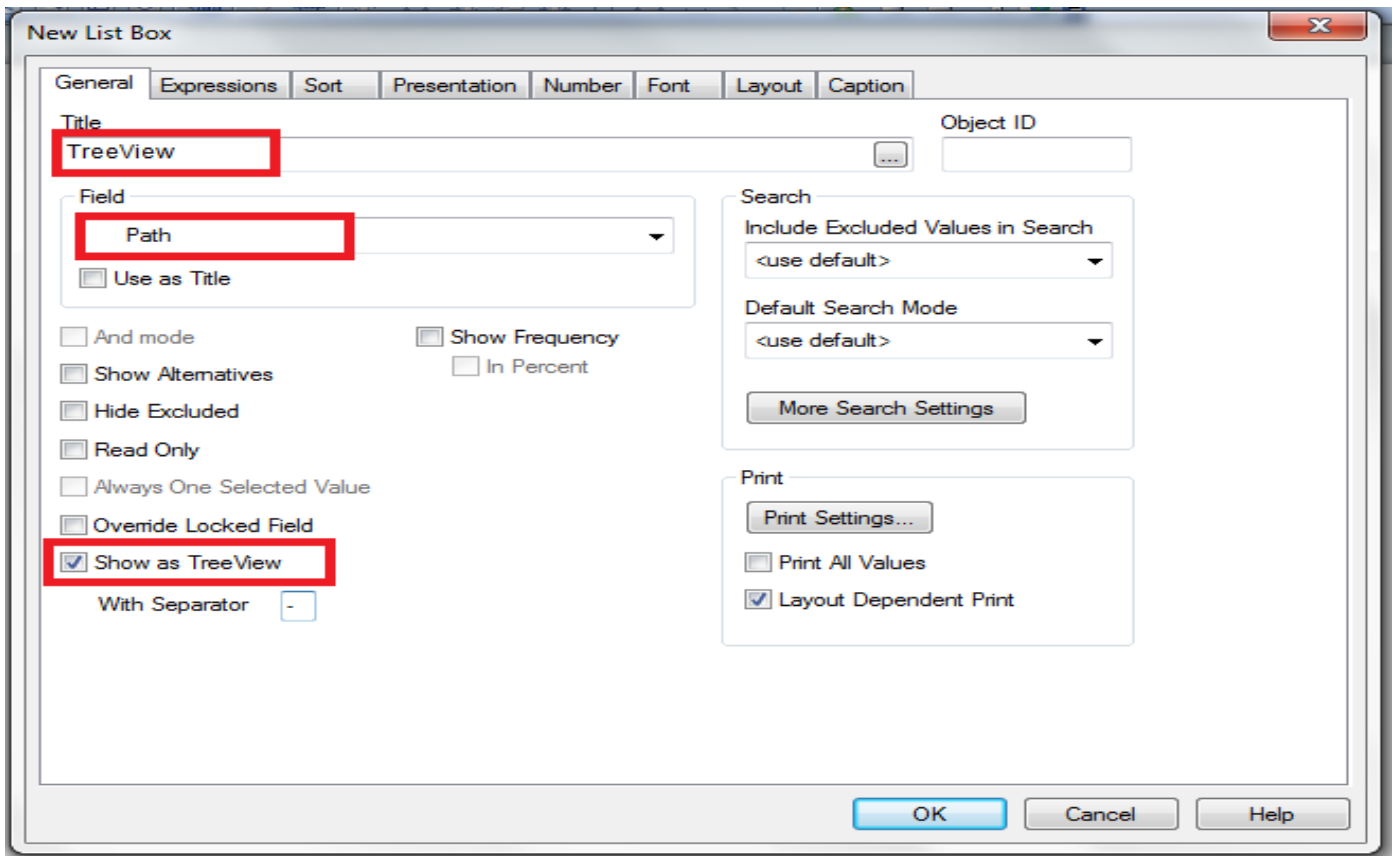 New List Box
General Expressions Sort Presentation Number Font Layout Caption
Title Object ID
TreeView ...
Field
Path
Use as Title
And mode
Show Frequency
In Percent
Show Alternatives
Hide Excluded
Read Only
Always One Selected Value
Override Locked Field
Show as TreeView
With Separator -
Search
Include Excluded Values in Search
<use default>
Default Search Mode
<use default>
More Search Settings
Print
Print Settings...
Print All Values
Layout Dependent Print
OK Cancel Help